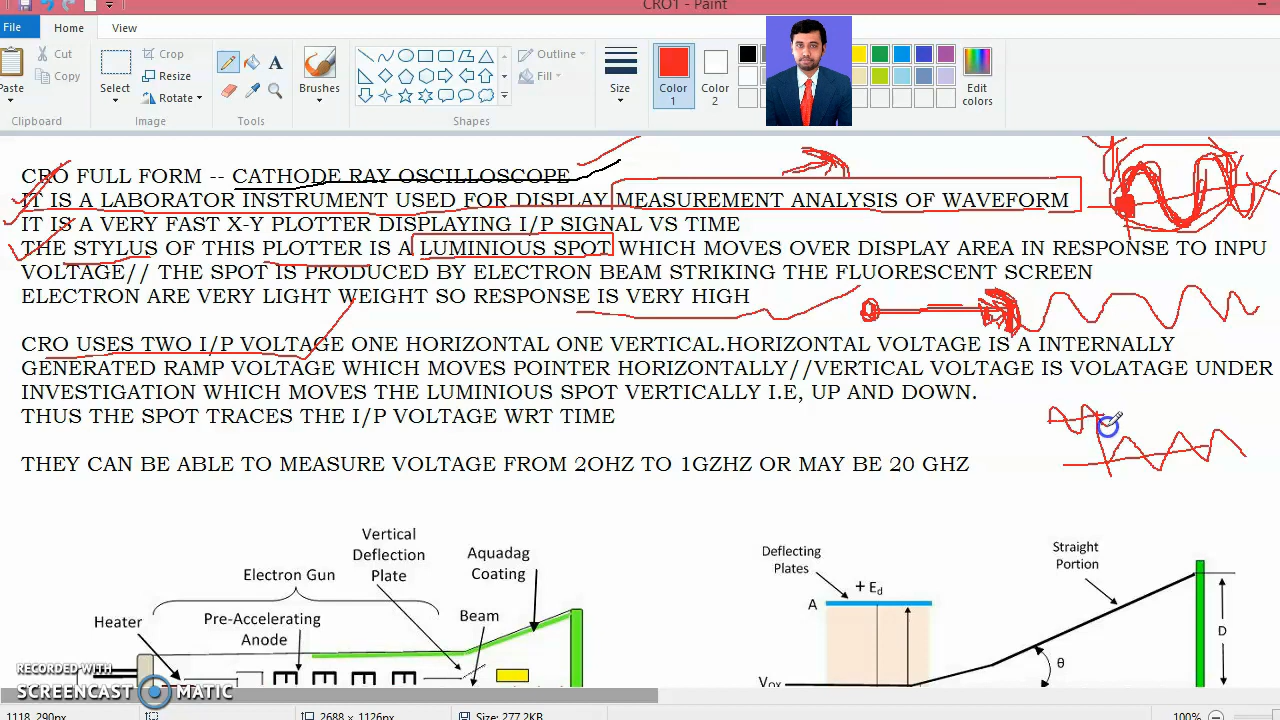 CRO1 - Paint
File
Home
View
Paste
Cut
Copy
Clipboard
Select
Crop
Resize
Rotate
Image
Tools
A
Brushes
Outline
Fill
Shapes
Size
Color
1
Color
2
Edit
colors
CRO FULL FORM -- CATHODE RAY OSCILLOSCOPE
IT IS A LABORATOR INSTRUMENT USED FOR DISPLAY MEASUREMENT ANALYSIS OF WAVEFORM
IT IS A VERY FAST X-Y PLOTTER DISPLAYING I/P SIGNAL VS TIME
THE STYLUS OF THIS PLOTTER IS A LUMINIOUS SPOT WHICH MOVES OVER DISPLAY AREA IN RESPONSE TO INPU
VOLTAGE// THE SPOT IS PRODUCED BY ELECTRON BEAM STRIKING THE FLUORESCENT SCREEN
ELECTRON ARE VERY LIGHT WEIGHT SO RESPONSE IS VERY HIGH
CRO USES TWO I/P VOLTAGE ONE HORIZONTAL ONE VERTICAL.HORIZONTAL VOLTAGE IS A INTERNALLY
GENERATED RAMP VOLTAGE WHICH MOVES POINTER HORIZONTALLY//VERTICAL VOLTAGE IS VOLATAGE UNDER
INVESTIGATION WHICH MOVES THE LUMINIOUS SPOT VERTICALLY I.E, UP AND DOWN.
THUS THE SPOT TRACES THE I/P VOLTAGE WRT TIME
THEY CAN BE ABLE TO MEASURE VOLTAGE FROM 2OHZ TO 1GZHZ OR MAY BE 20 GHZ
Vertical
Deflection
Plate
Aquadag
Coating
Electron Gun
Pre-Accelerating
Anode
Heater
Beam
Deflecting
Plates
+ Ed
A
Straight
Portion
D
θ
Vox
RECORDED WITH
SCREENCAST MATIC
1118, 290px
2688 × 1126px
Size: 277.2KB
100%